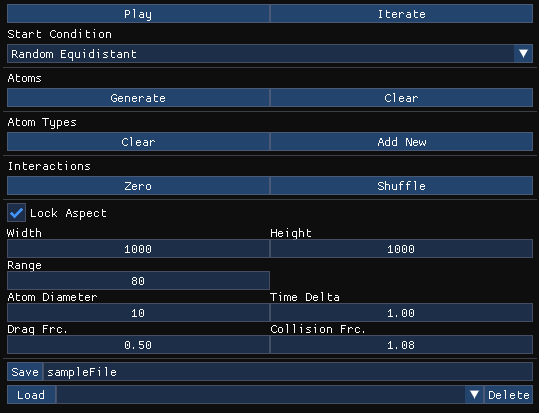 Play Iterate
Start Condition
Random Equidistant
Atoms
Generate Clear
Atom Types
Clear Add New
Interactions
Zero Shuffle
Lock Aspect
Width Height
1000 1000
Range
80
Atom Diameter Time Delta
10 1.00
Drag Frc. Collision Frc.
0.50 1.08
Save sampleFile
Load Delete